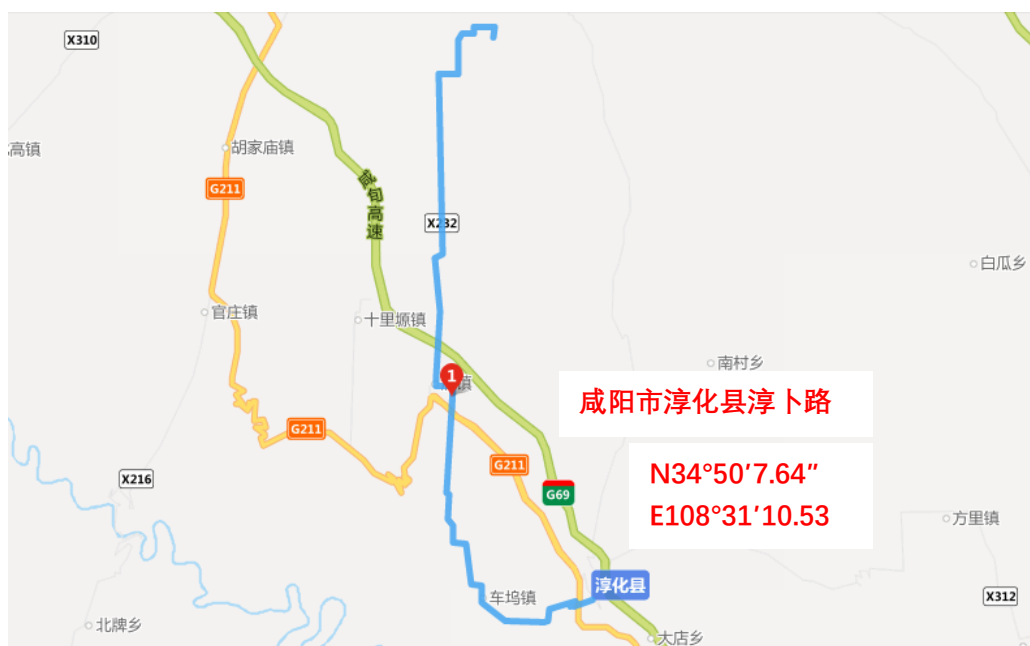 X310
高镇
胡家庙镇
G211
咸旬高速
X232
白瓜乡
官庄镇
十里塬镇
南村乡
1
镇
咸阳市淳化县淳卜路
G211
G211
N34°50′7.64″
X216
G69
E108°31′10.53
方里镇
淳化县
车坞镇
X312
北牌乡
大店乡